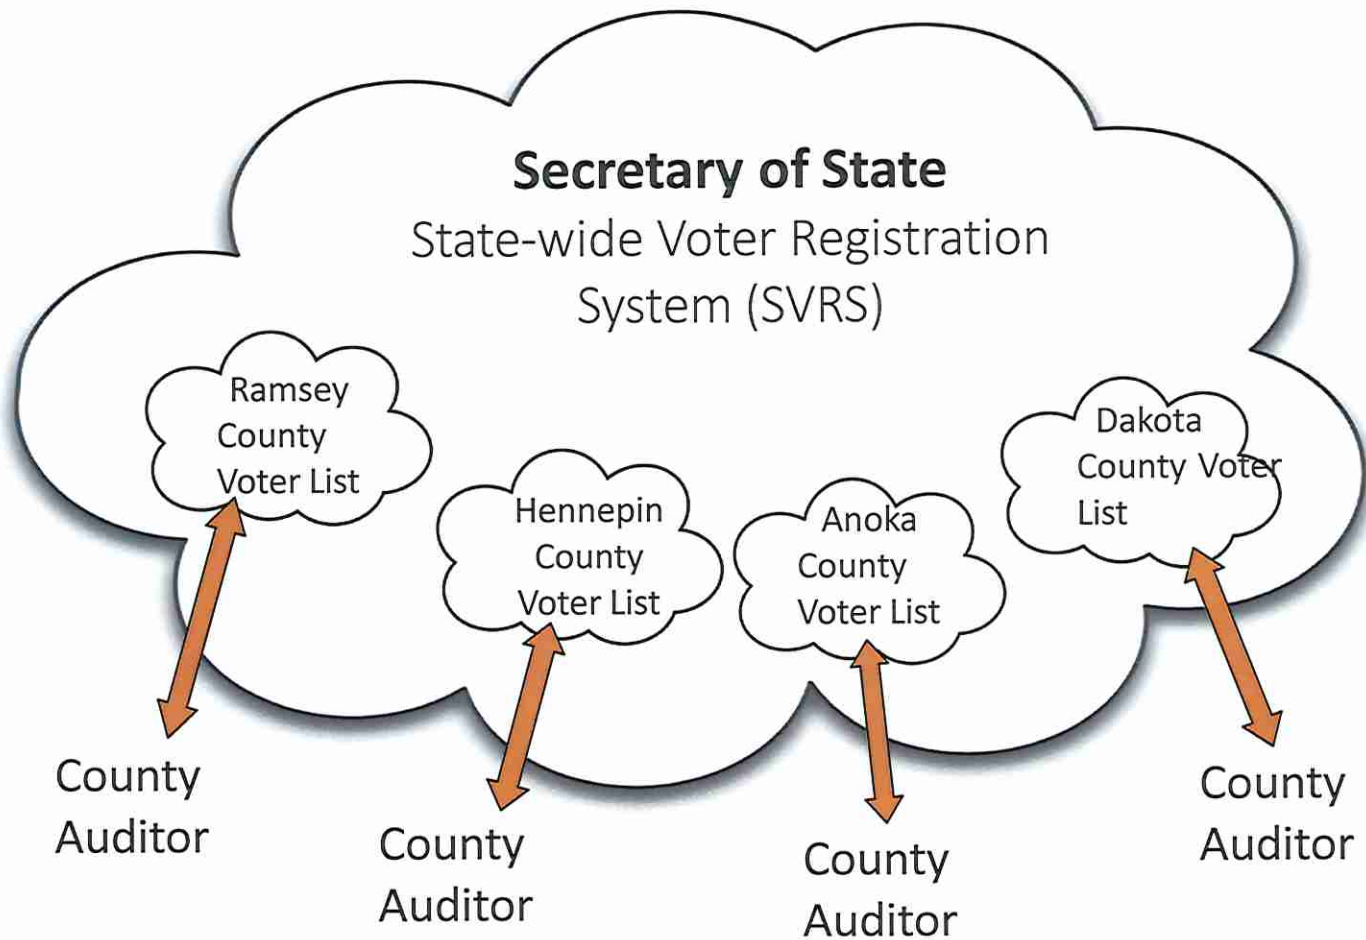 Secretary of State
State-wide Voter Registration
System (SVRS)
Ramsey
County
Voter List
Hennepin
County
Voter List
Anoka
County
Voter List
Dakota
County Voter
List
County
Auditor
County
Auditor
County
Auditor
County
Auditor